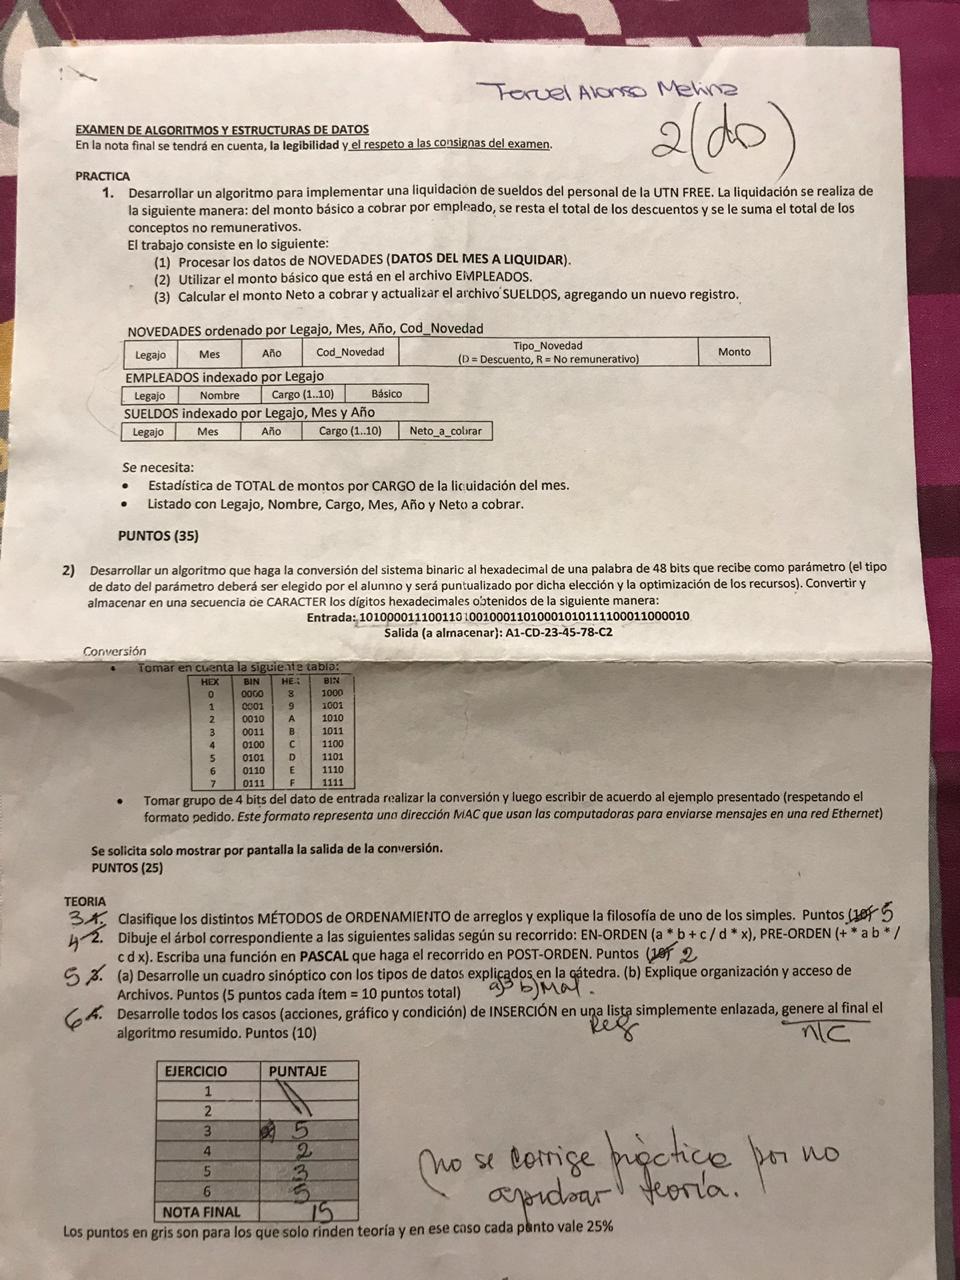 Teruel Alonso Melina
2(do)
EXAMEN DE ALGORITMOS Y ESTRUCTURAS DE DATOS
En la nota final se tendrá en cuenta, la legibilidad y el respeto a las consignas del examen.
PRACTICA
1. Desarrollar un algoritmo para implementar una liquidación de sueldos del personal de la UTN FREE. La liquidación se realiza de
la siguiente manera: del monto básico a cobrar por empleado, se resta el total de los descuentos y se le suma el total de los
conceptos no remunerativos.
El trabajo consiste en lo siguiente:
(1) Procesar los datos de NOVEDADES (DATOS DEL MES A LIQUIDAR).
(2) Utilizar el monto básico que está en el archivo EMPLEADOS.
(3) Calcular el monto Neto a cobrar y actualizar el archivo SUELDOS, agregando un nuevo registro.
NOVEDADES ordenado por Legajo, Mes, Año, Cod_Novedad
Legajo Mes Año Cod_Novedad Tipo_Novedad Monto
(D = Descuento, R = No remunerativo)
EMPLEADOS indexado por Legajo
Legajo Nombre Cargo (1..10) Básico
SUELDOS indexado por Legajo, Mes y Año
Legajo Mes Año Cargo (1..10) Neto_a_cobrar
Se necesita:
• Estadística de TOTAL de montos por CARGO de la liquidación del mes.
• Listado con Legajo, Nombre, Cargo, Mes, Año y Neto a cobrar.
PUNTOS (35)
2) Desarrollar un algoritmo que haga la conversión del sistema binario al hexadecimal de una palabra de 48 bits que recibe como parámetro (el tipo
de dato del parámetro deberá ser elegido por el alumno y será puntualizado por dicha elección y la optimización de los recursos). Convertir y
almacenar en una secuencia de CARACTER los dígitos hexadecimales obtenidos de la siguiente manera:
Entrada: 101000011100110100100011010001010111100011000010
Salida (a almacenar): A1-CD-23-45-78-C2
Conversión
• Tomar en cuenta la siguiente tabla:
HEX BIN HEX BIN
0 0000 8 1000
1 0001 9 1001
2 0010 A 1010
3 0011 B 1011
4 0100 C 1100
5 0101 D 1101
6 0110 E 1110
7 0111 F 1111
• Tomar grupo de 4 bits del dato de entrada realizar la conversión y luego escribir de acuerdo al ejemplo presentado (respetando el
formato pedido. Este formato representa una dirección MAC que usan las computadoras para enviarse mensajes en una red Ethernet)
Se solicita solo mostrar por pantalla la salida de la conversión.
PUNTOS (25)
TEORIA
3 1. Clasifique los distintos MÉTODOS de ORDENAMIENTO de arreglos y explique la filosofía de uno de los simples. Puntos (10) 5
4 2. Dibuje el árbol correspondiente a las siguientes salidas según su recorrido: EN-ORDEN (a * b + c / d * x), PRE-ORDEN (+ * a b * /
c d x). Escriba una función en PASCAL que haga el recorrido en POST-ORDEN. Puntos (10) 2
5 3. (a) Desarrolle un cuadro sinóptico con los tipos de datos explicados en la cátedra. (b) Explique organización y acceso de
Archivos. Puntos (5 puntos cada ítem = 10 puntos total) a)3 b) Mal.
6 4. Desarrolle todos los casos (acciones, gráfico y condición) de INSERCIÓN en una lista simplemente enlazada, genere al final el
algoritmo resumido. Puntos (10) Reg N/C
EJERCICIO PUNTAJE
1
2
3 5
4 2
5 3
6 5
NOTA FINAL 15
no se corrige práctica por no
aprobar teoría.
Los puntos en gris son para los que solo rinden teoría y en ese caso cada punto vale 25%